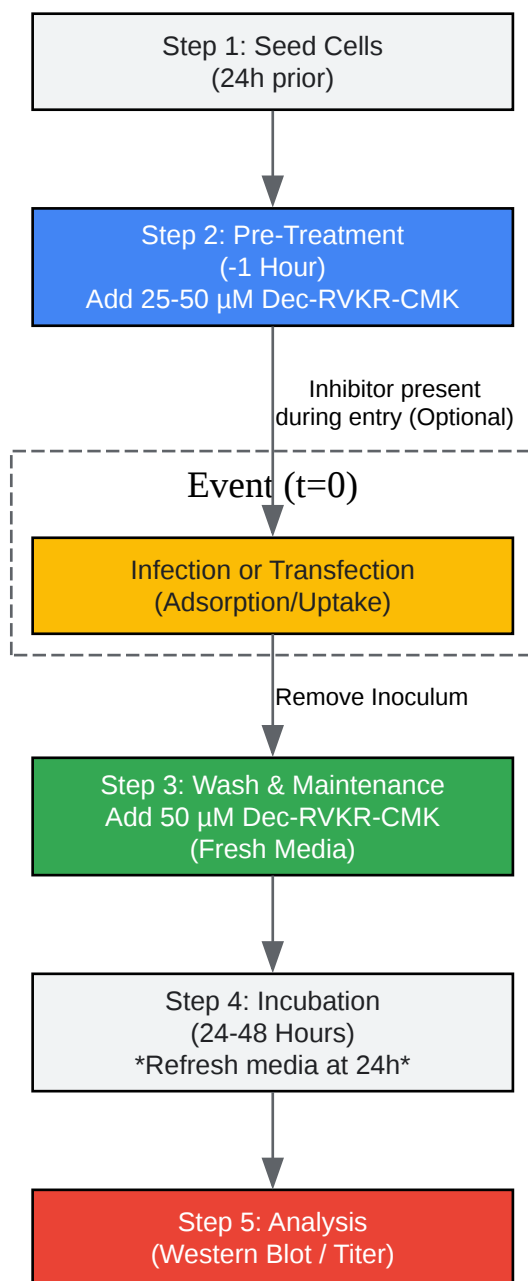 Step 1: Seed Cells
(24h prior)
Step 2: Pre-Treatment
(-1 Hour)
Add 25-50 µM Dec-RVKR-CMK
Inhibitor present
during entry (Optional)
Event (t=0)
Infection or Transfection
(Adsorption/Uptake)
Remove Inoculum
Step 3: Wash & Maintenance
Add 50 µM Dec-RVKR-CMK
(Fresh Media)
Step 4: Incubation
(24-48 Hours)
*Refresh media at 24h*
Step 5: Analysis
(Western Blot / Titer)